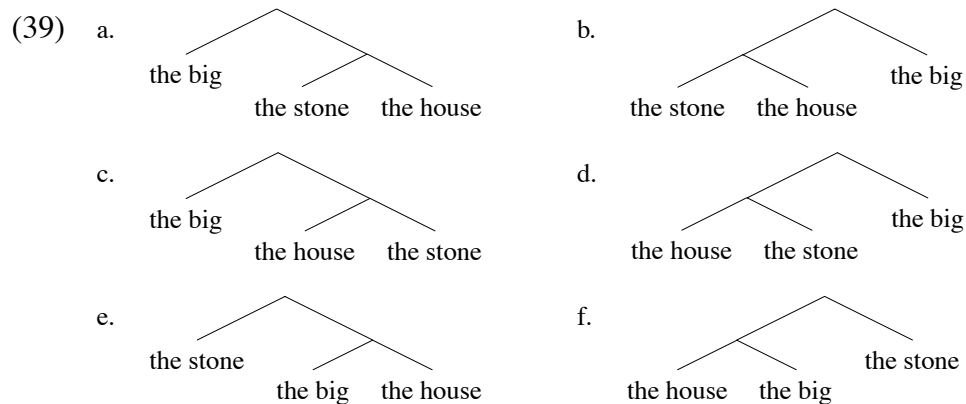 (39) a. b.
the big the big
the stone the house the stone the house
c. d.
the big the big
the house the stone the house the stone
e. f.
the stone the stone
the big the house the house the big